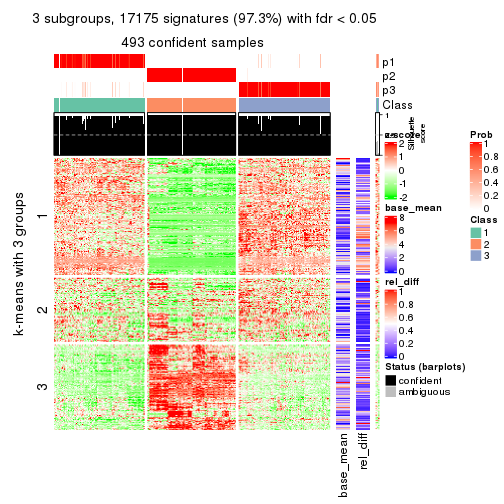 3 subgroups, 17175 signatures (97.3%) with fdr < 0.05
493 confident samples
p1
p2
p3
Class
1
Silhouette
score
k-means with 3 groups
1
2
3
base_mean
rel_diff
z-score
2
1
0
-1
-2
base_mean
8
6
4
2
0
rel_diff
1
0.8
0.6
0.4
0.2
0
Status (barplots)
confident
ambiguous
Prob
1
0.8
0.6
0.4
0.2
0
Class
1
2
3